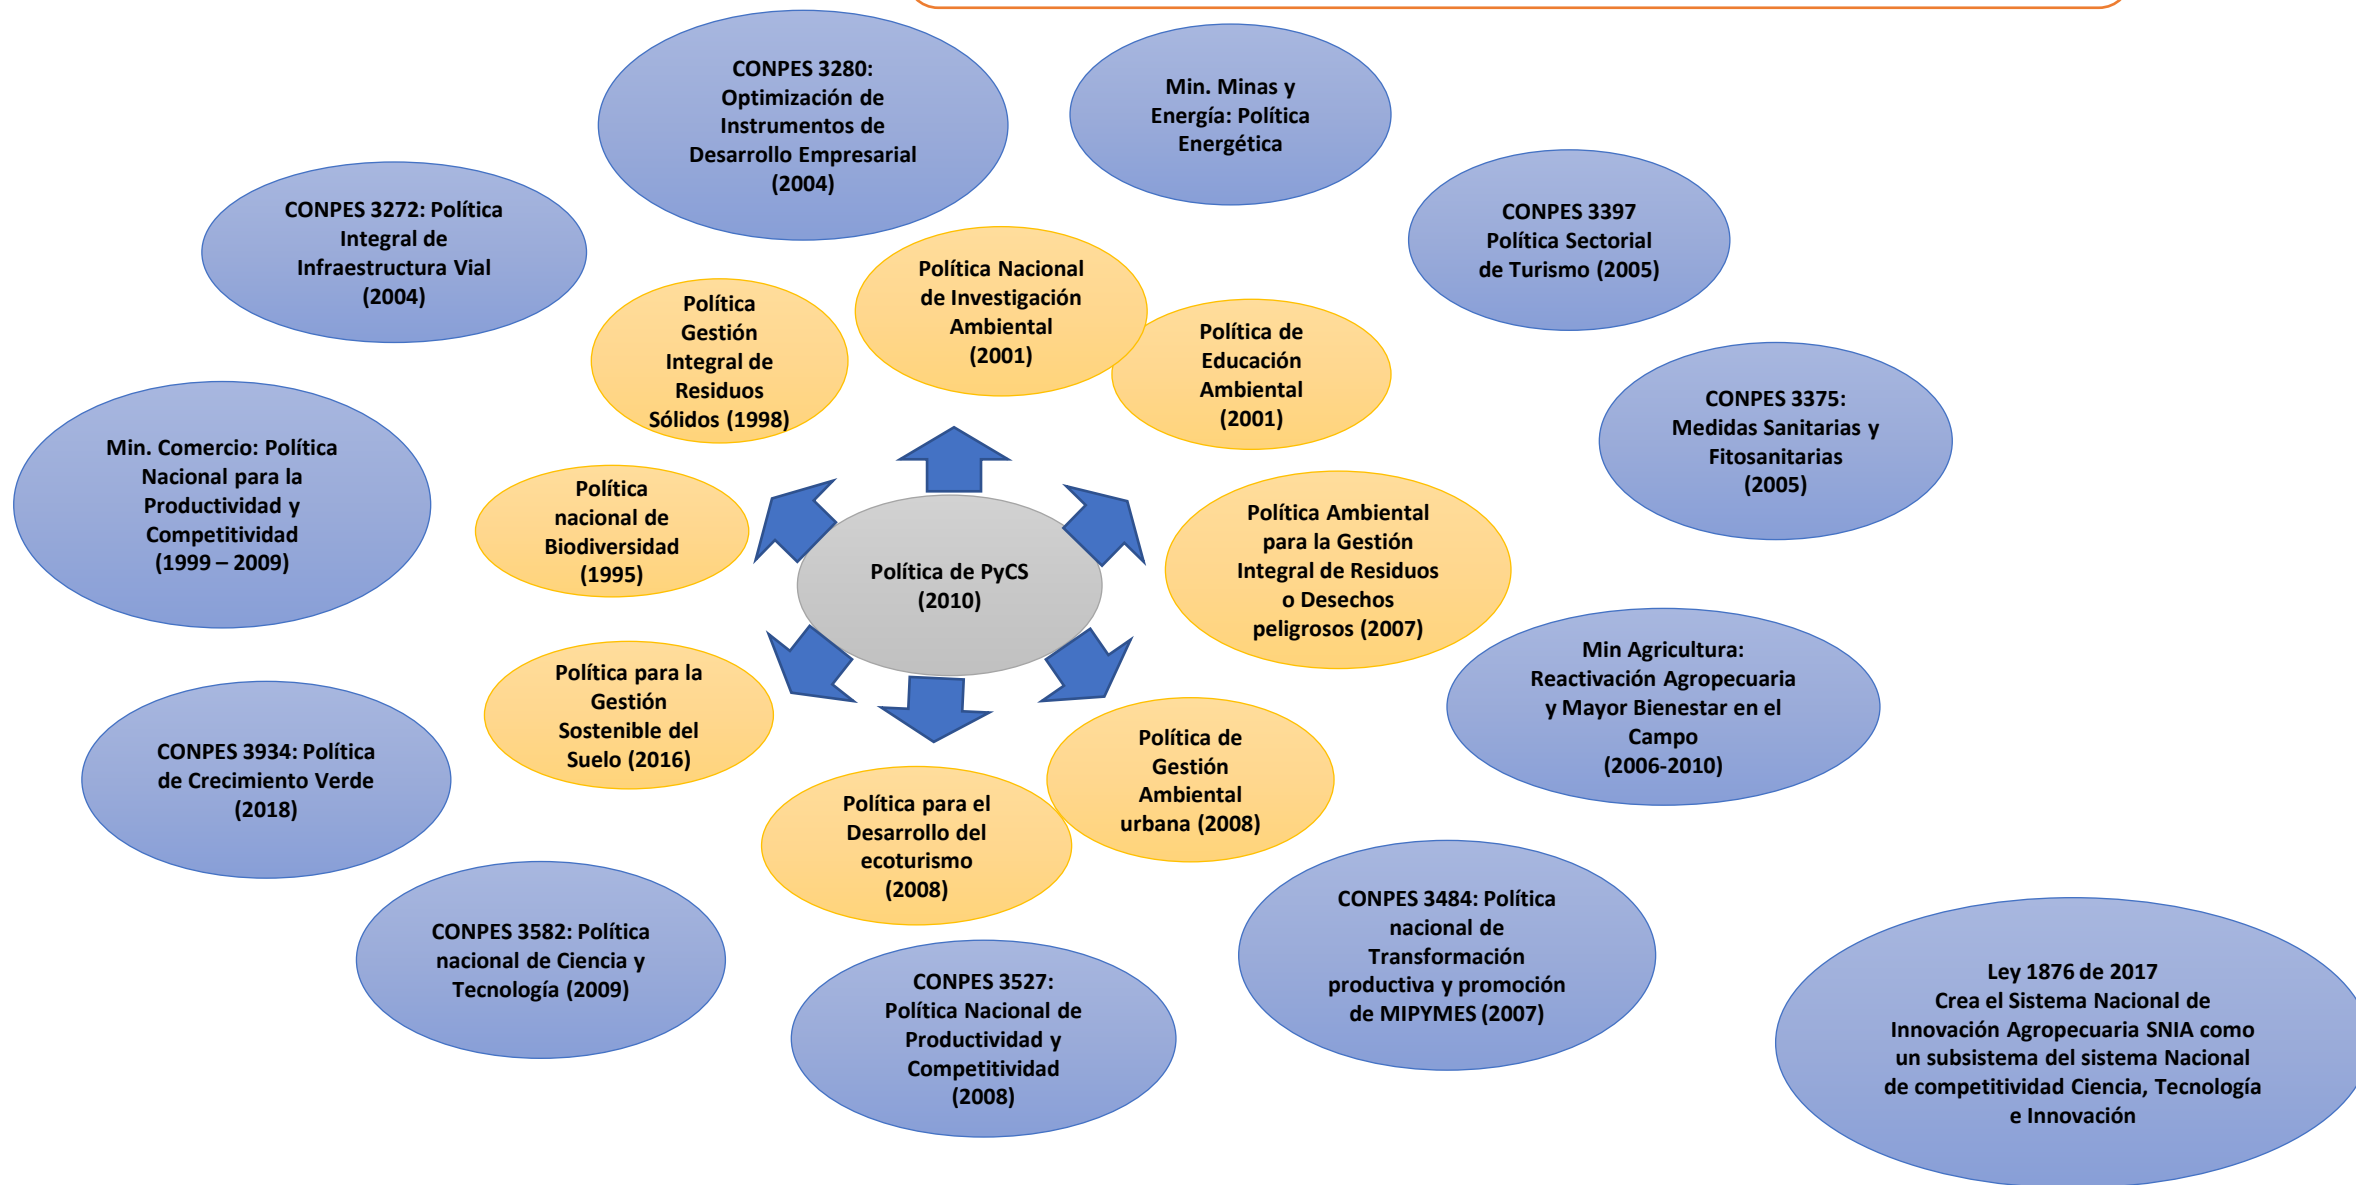 CONPES 3280:
Optimización de
Instrumentos de
Desarrollo Empresarial
(2004)
Min. Minas y
Energía: Política
Energética
CONPES 3272: Política
Integral de
Infraestructura Vial
(2004)
CONPES 3397
Política Sectorial
de Turismo (2005)
Política
Gestión
Integral de
Residuos
Sólidos (1998)
Política Nacional
de Investigación
Ambiental
(2001)
Política de
Educación
Ambiental
(2001)
CONPES 3375:
Medidas Sanitarias y
Fitosanitarias
(2005)
Min. Comercio: Política
Nacional para la
Productividad y
Competitividad
(1999 – 2009)
Política
nacional de
Biodiversidad
(1995)
Política de PyCS
(2010)
Política Ambiental
para la Gestión
Integral de Residuos
o Desechos
peligrosos (2007)
Política para la
Gestión
Sostenible del
Suelo (2016)
Min Agricultura:
Reactivación Agropecuaria
y Mayor Bienestar en el
Campo
(2006-2010)
CONPES 3934: Política
de Crecimiento Verde
(2018)
Política para el
Desarrollo del
ecoturismo
(2008)
Política de
Gestión
Ambiental
urbana (2008)
CONPES 3582: Política
nacional de Ciencia y
Tecnología (2009)
CONPES 3527:
Política Nacional de
Productividad y
Competitividad
(2008)
CONPES 3484: Política
nacional de
Transformación
productiva y promoción
de MIPYMES (2007)
Ley 1876 de 2017
Crea el Sistema Nacional de
Innovación Agropecuaria SNIA como
un subsistema del sistema Nacional
de competitividad Ciencia, Tecnología
e Innovación